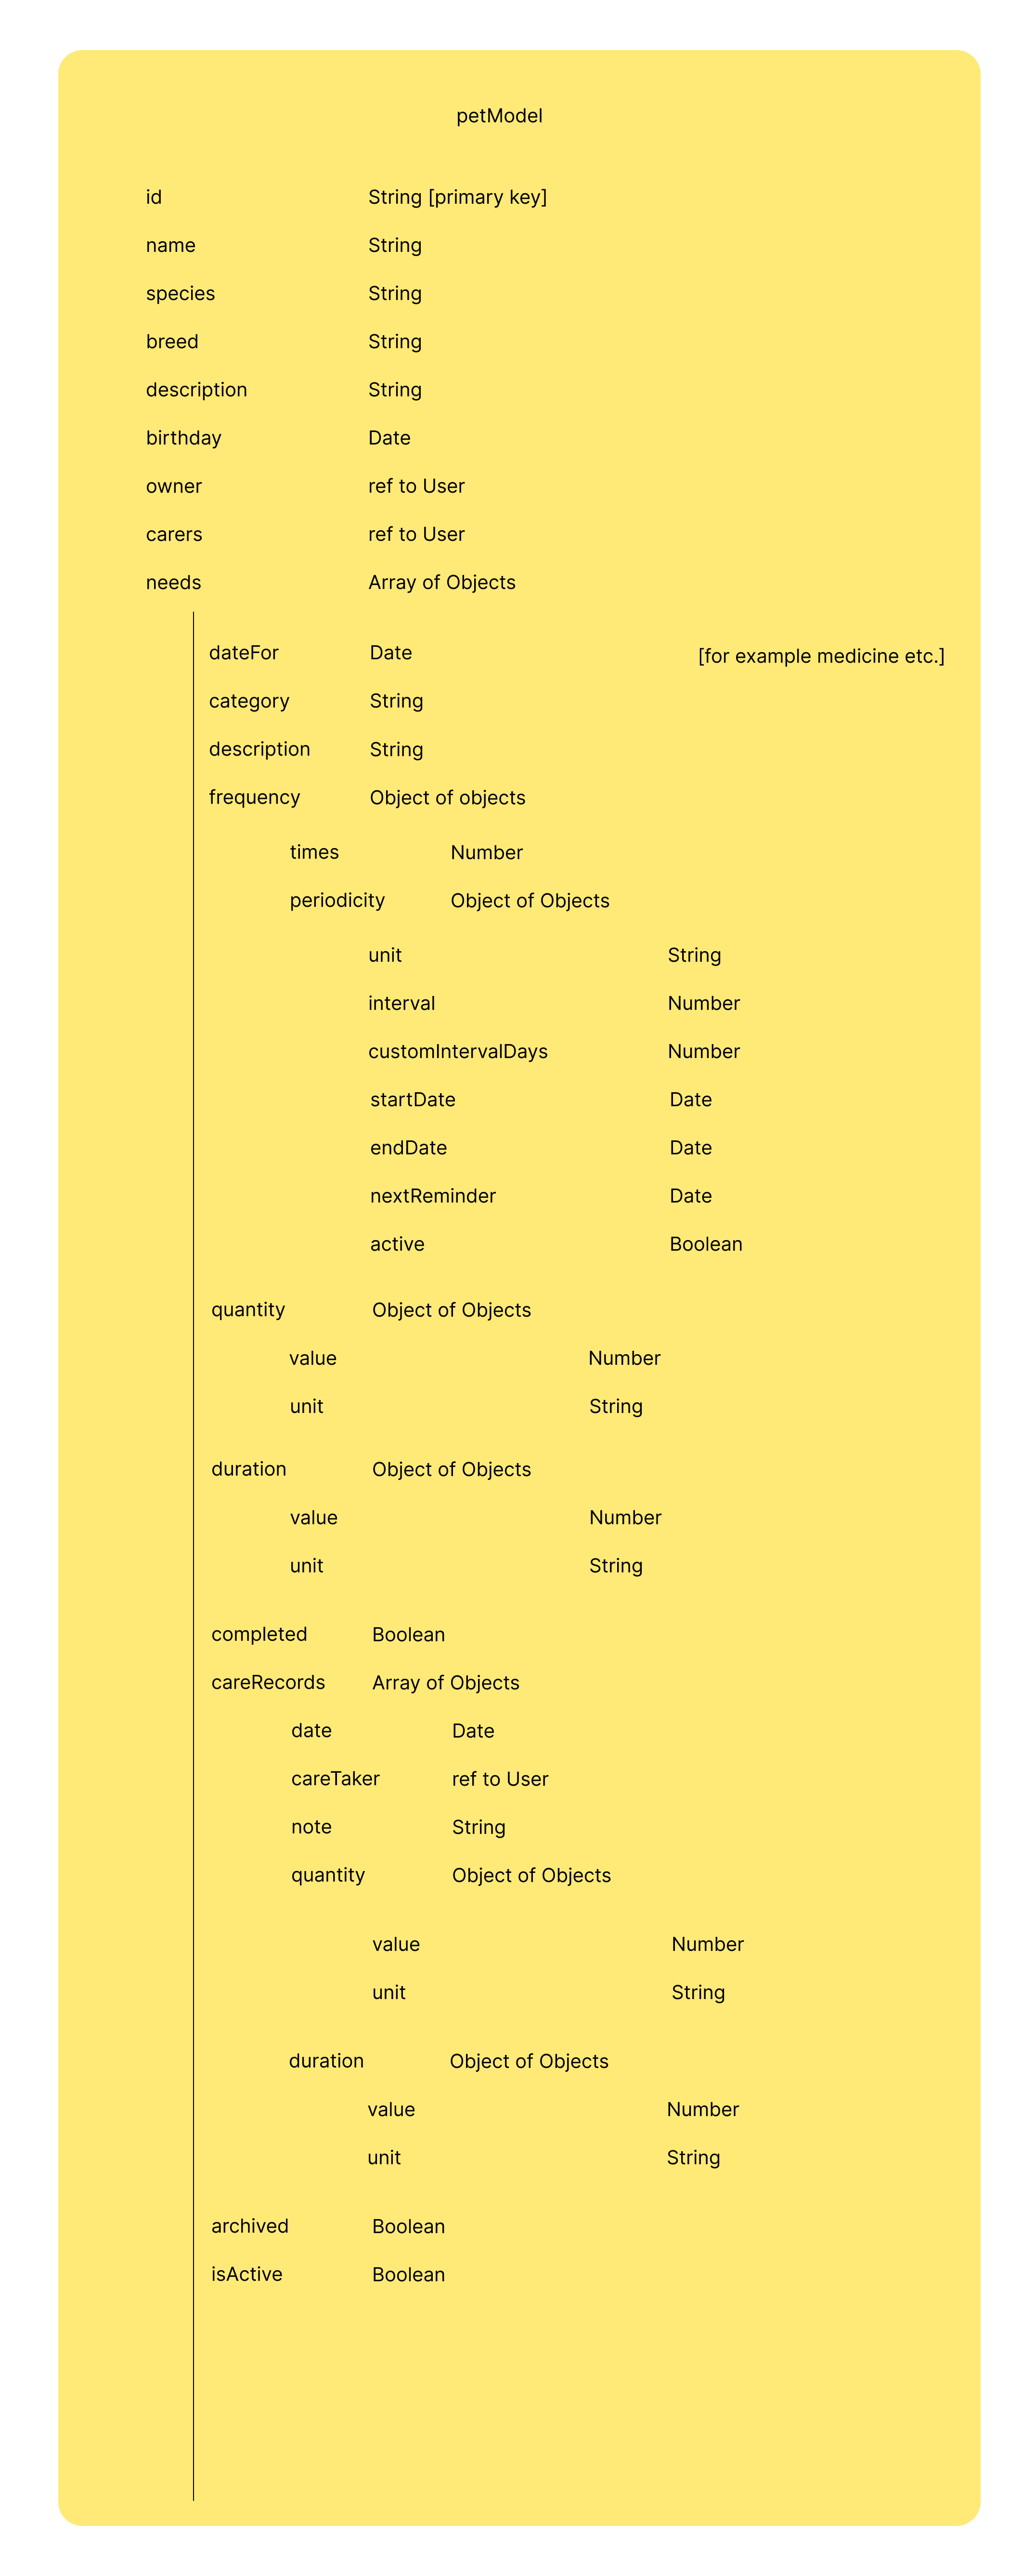 petModel
id String [primary key]
name String
species String
breed String
description String
birthday Date
owner ref to User
carers ref to User
needs Array of Objects
dateFor Date [for example medicine etc.]
category String
description String
frequency Object of objects
times Number
periodicity Object of Objects
unit String
interval Number
customIntervalDays Number
startDate Date
endDate Date
nextReminder Date
active Boolean
quantity Object of Objects
value Number
unit String
duration Object of Objects
value Number
unit String
completed Boolean
careRecords Array of Objects
date Date
careTaker ref to User
note String
quantity Object of Objects
value Number
unit String
duration Object of Objects
value Number
unit String
archived Boolean
isActive Boolean